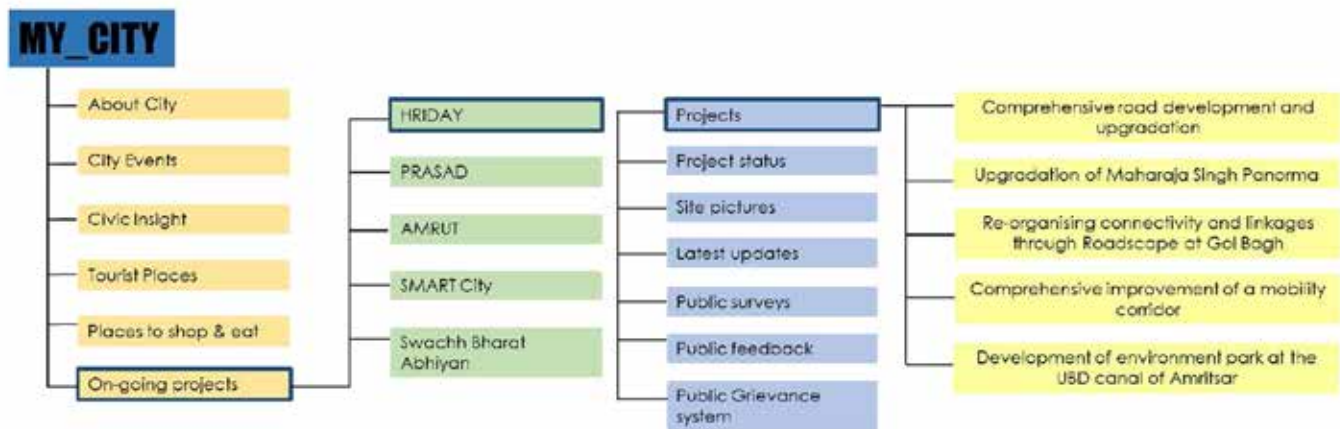 MY_CITY
About City
City Events
Civic Insight
Tourist Places
Places to shop & eat
On-going projects
HRIDAY
PRASAD
AMRUT
SMART City
Swachh Bharat
Abhiyan
Projects
Project status
Site pictures
Latest updates
Public surveys
Public feedback
Public Grievance
system
Comprehensive road development and
upgradation
Upgradation of Maharaja Singh Panorma
Re-organising connectivity and linkages
through Roadscape at Gol Bagh
Comprehensive improvement of a mobility
corridor
Development of environment park at the
UBD canal of Amritsar